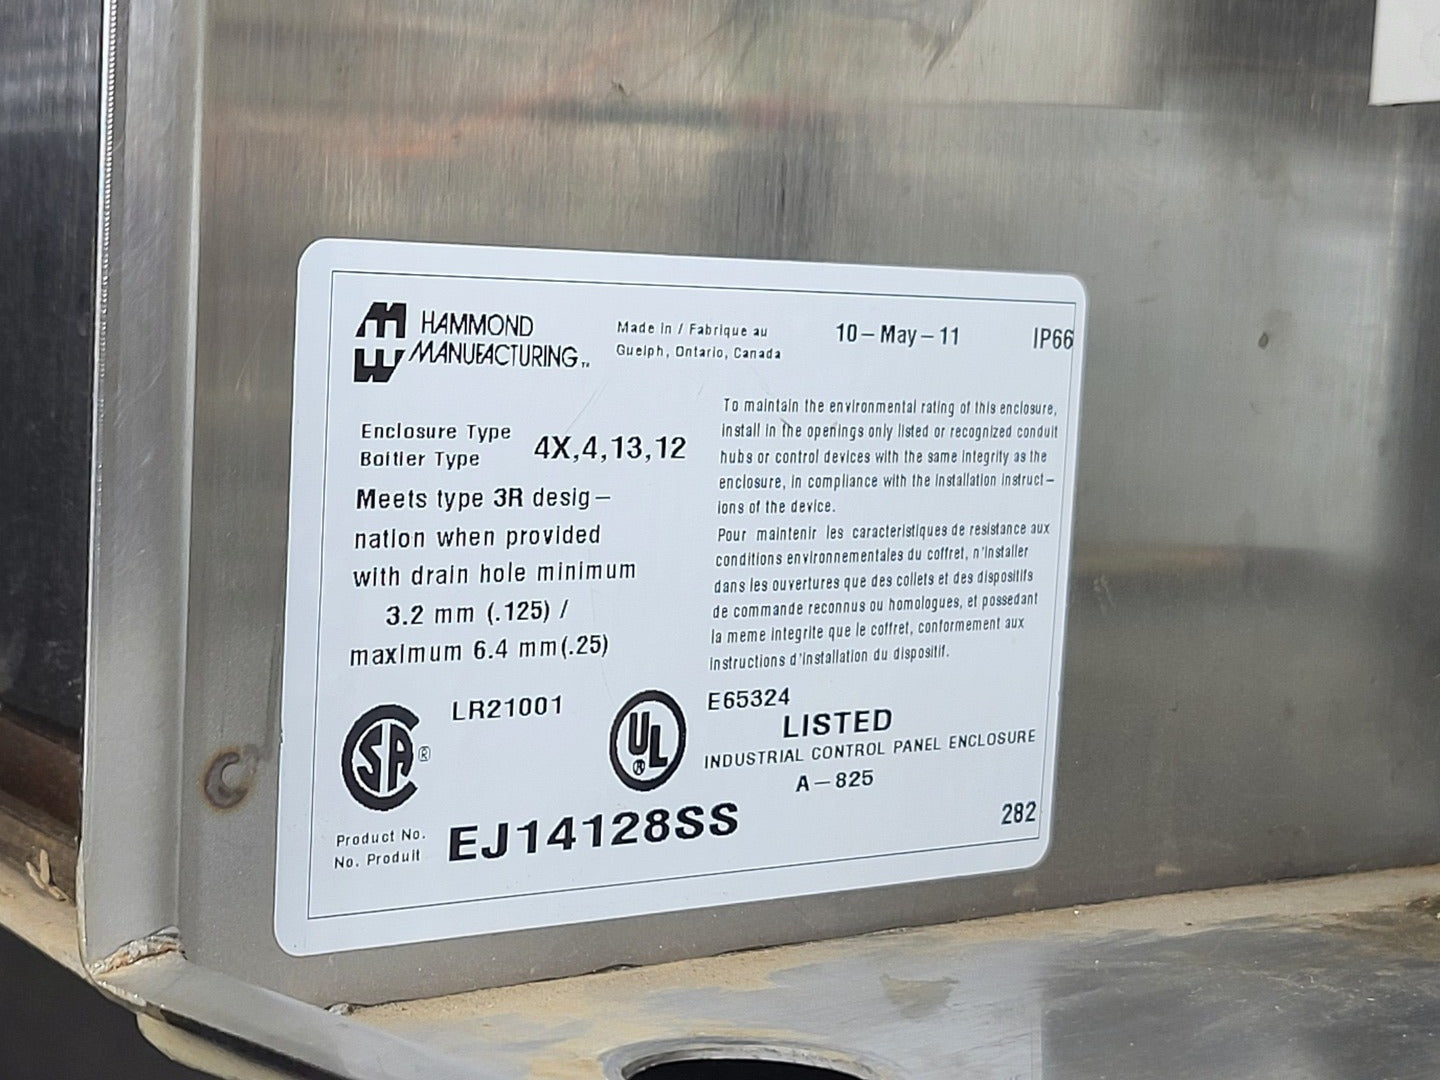 HAMMOND
MANUFACTURING™
Made in / Fabrique au
Guelph, Ontario, Canada
10-May-11
IP66
Enclosure Type
Boitier Type
4X,4,13,12
Meets type 3R desig-
nation when provided
with drain hole minimum
3.2 mm (.125) /
maximum 6.4 mm(.25)
To maintain the environmental rating of this enclosure,
install in the openings only listed or recognized conduit
hubs or control devices with the same integrity as the
enclosure, in compliance with the installation instruct-
ions of the device.
Pour maintenir les caracteristiques de resistance aux
conditions environnementales du coffret, n'installer
dans les ouvertures que des collets et des dispositifs
de commande reconnus ou homologues, et possedant
la meme integrite que le coffret, conformement aux
instructions d'installation du dispositif.
SA ®
LR21001
UL ®
E65324
LISTED
INDUSTRIAL CONTROL PANEL ENCLOSURE
A-825
Product No.
No. Produit
EJ14128SS
282